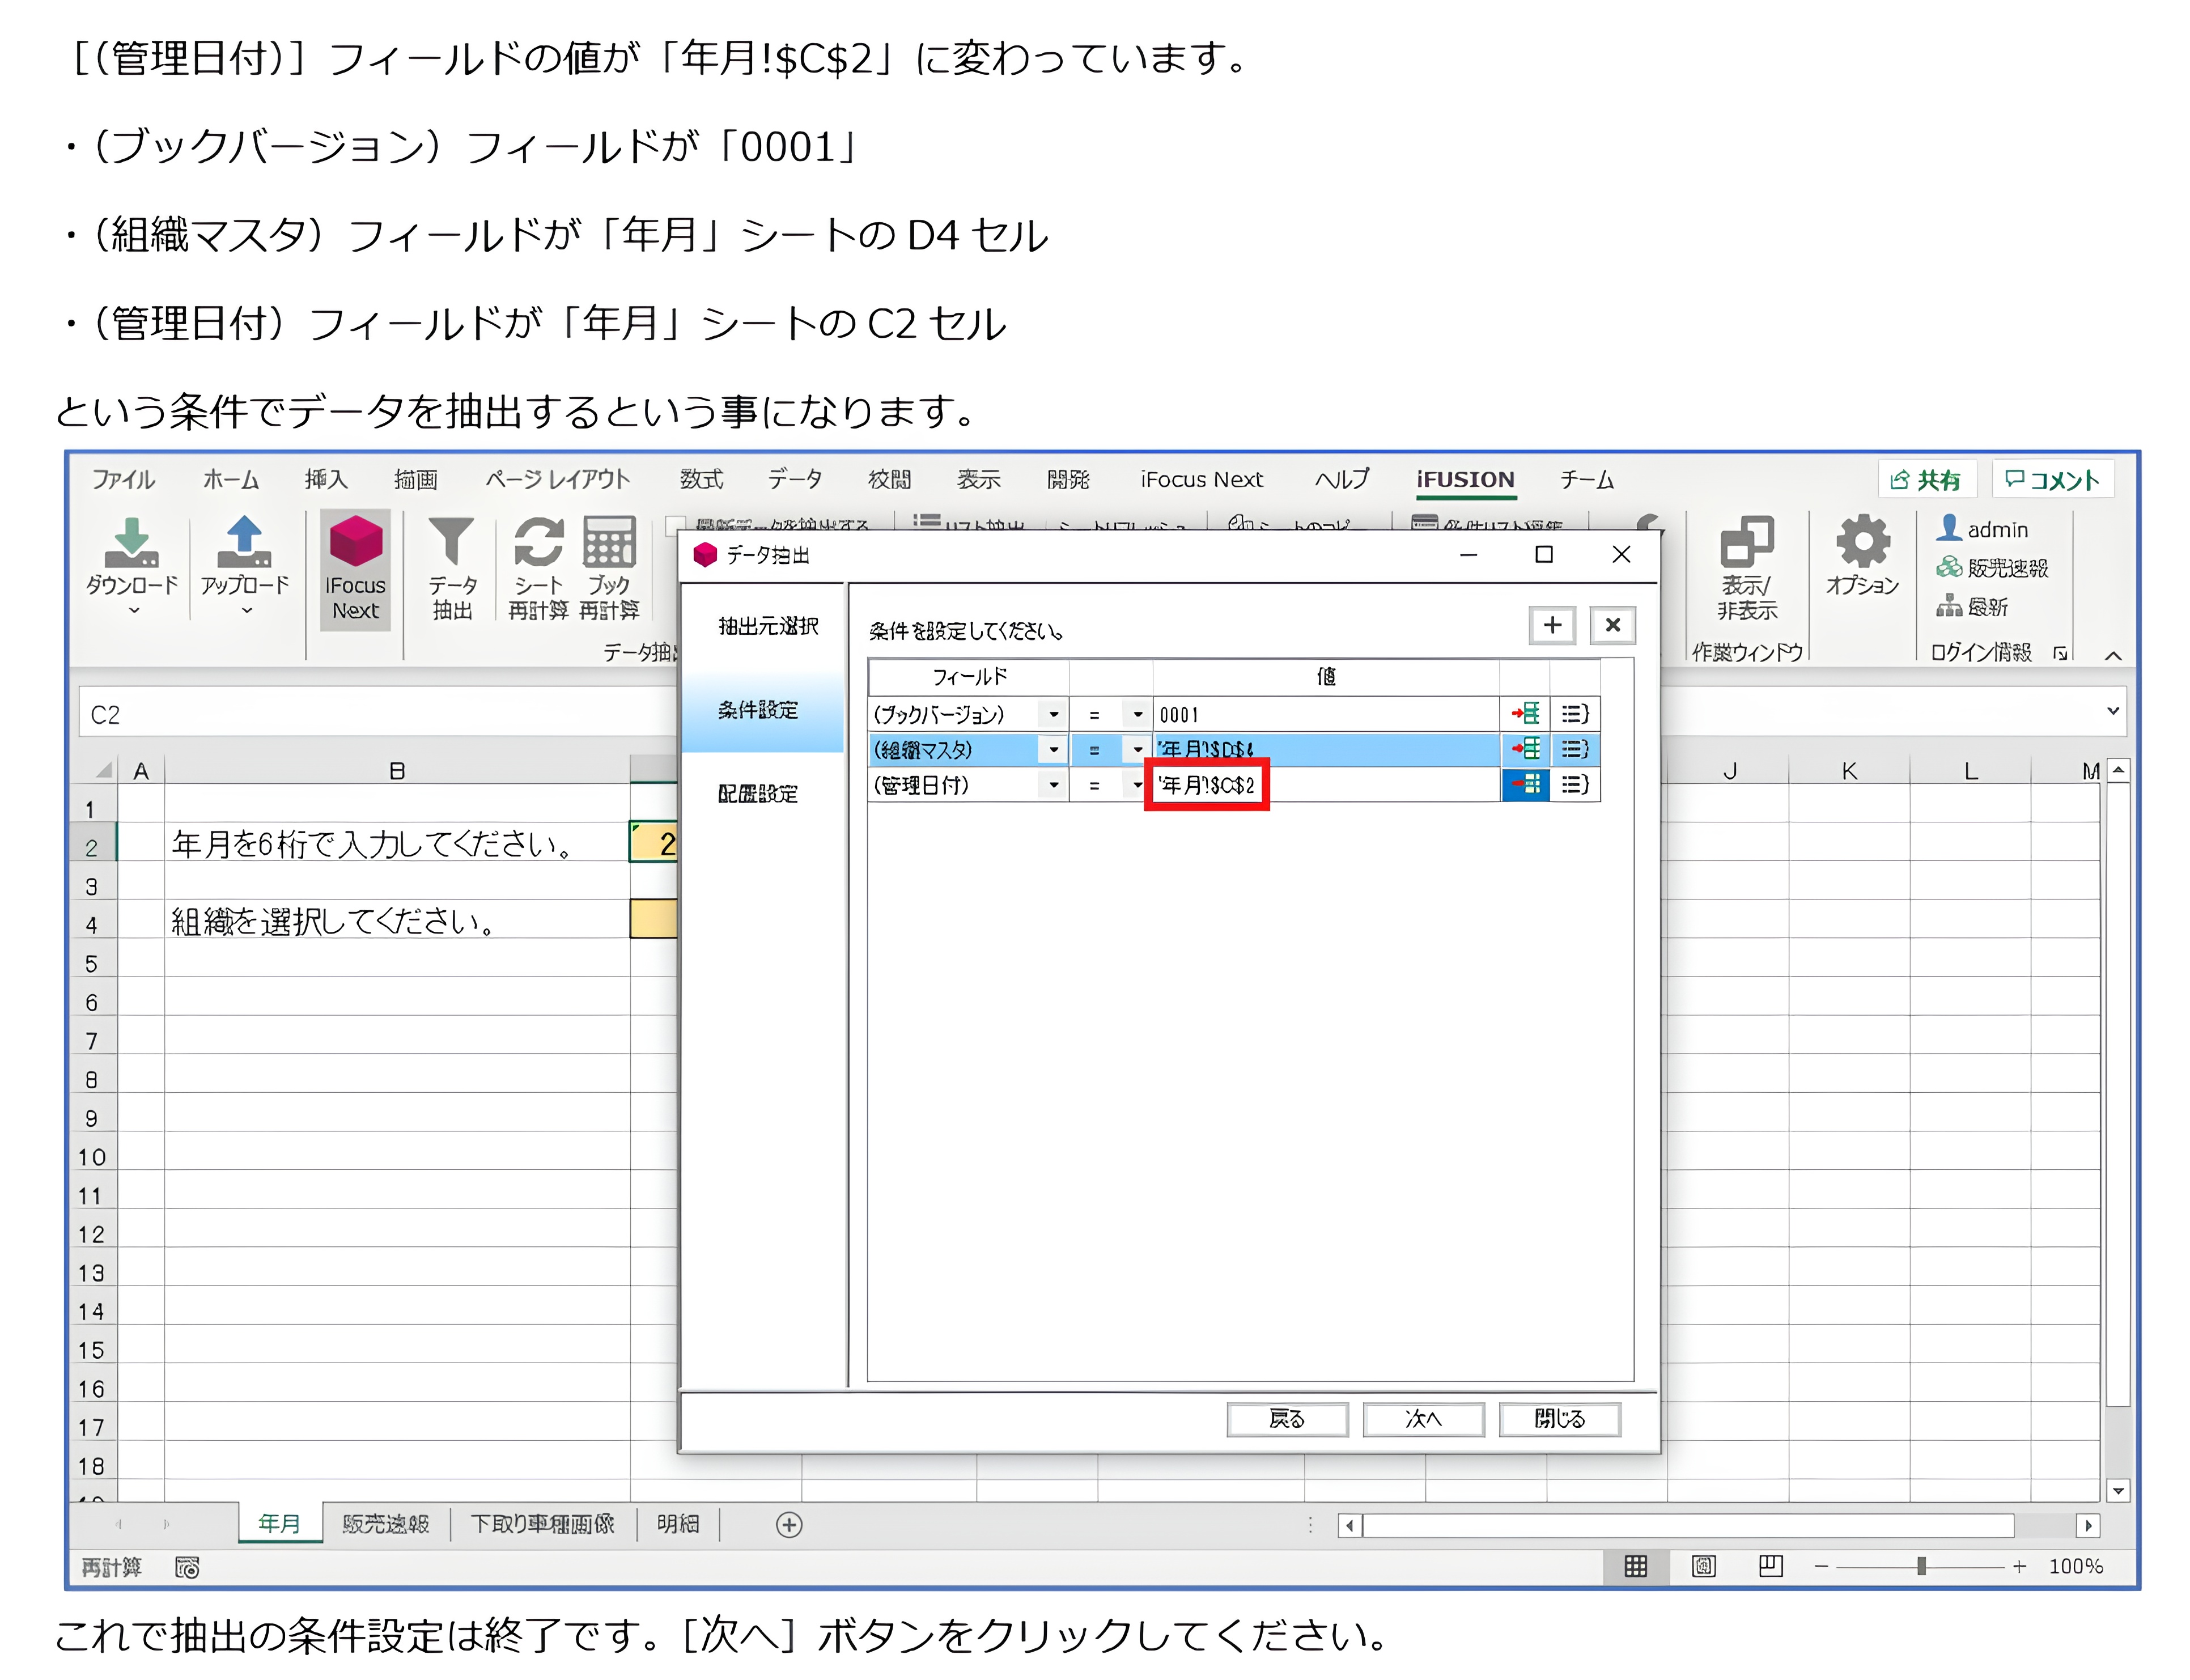 ［（管理日付）］フィールドの値が「年月!$C$2」に変わっています。
・（ブックバージョン）フィールドが「0001」
・（組織マスタ）フィールドが「年月」シートの D4 セル
・（管理日付）フィールドが「年月」シートの C2 セル
という条件でデータを抽出するという事になります。
ファイル ホーム 挿入 描画 ページ レイアウト 数式 データ 校閲 表示 開発 iFocus Next ヘルプ iFUSION チーム 共有 コメント
ダウンロード アップロード iFocus Next データ抽出 シート再計算 ブック再計算
表示/非表示 オプション admin
販売速報
最新
作業ウィンドウ ログイン情報
データ抽出
抽出元選択
条件設定
配置設定
条件を設定してください。
フィールド 値
(ブックバージョン) = 0001
(組織マスタ) = '年月'!$D$4
(管理日付) = '年月'!$C$2
戻る 次へ 閉じる
C2
A B J K L M
1
2 年月を6桁で入力してください。 2
3
4 組織を選択してください。
5
6
7
8
9
10
11
12
13
14
15
16
17
18
年月 販売速報 下取り車種画像 明細
再計算 100%
これで抽出の条件設定は終了です。［次へ］ボタンをクリックしてください。